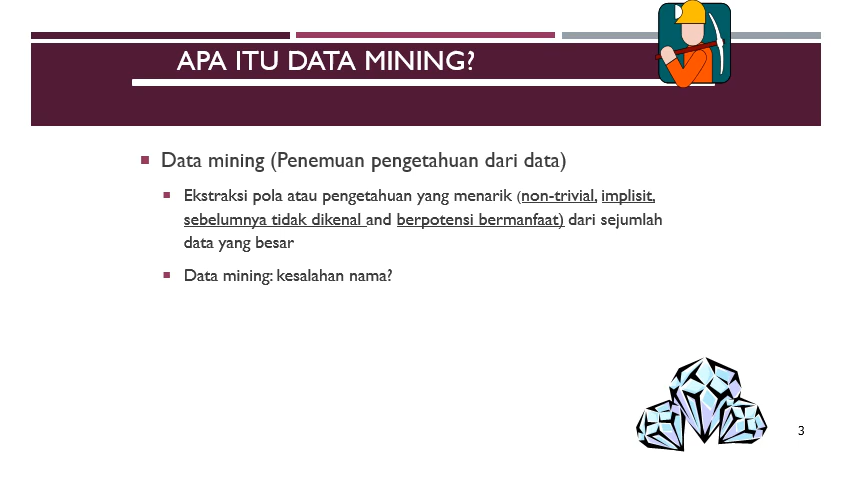 APA ITU DATA MINING?
Data mining (Penemuan pengetahuan dari data)
Ekstraksi pola atau pengetahuan yang menarik (non-trivial, implisit,
sebelumnya tidak dikenal and berpotensi bermanfaat) dari sejumlah
data yang besar
Data mining: kesalahan nama?
3